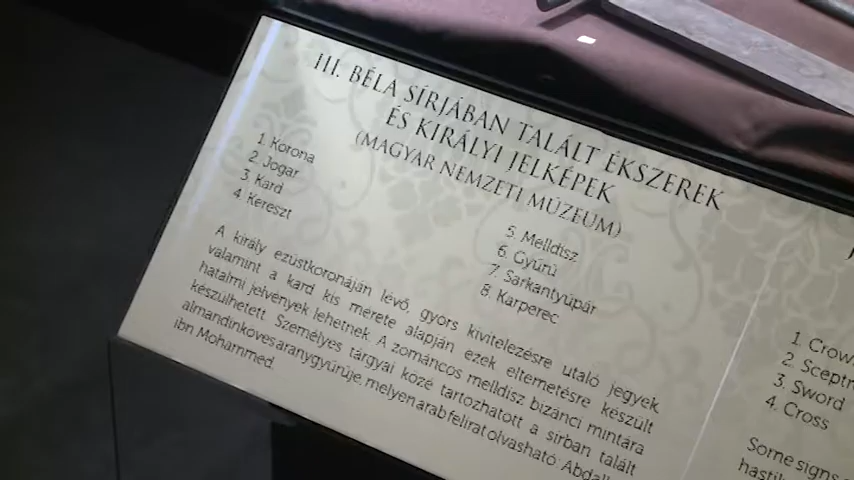 III. BÉLA SÍRJÁBAN TALÁLT ÉKSZEREK
ÉS KIRÁLYI JELKÉPEK
(MAGYAR NEMZETI MÚZEUM)
1. Korona
2. Jogar
3. Kard
4. Kereszt
5. Melldísz
6. Gyűrű
7. Sarkantyúpár
8. Karperec
A király ezüstkoronáján lévő, gyors kivitelezésre utaló jegyek,
valamint a kard kis mérete alapján ezek eltemetésre készült
hatalmi jelvények lehetnek. A zománcos melldísz bizánci mintára
készülhetett. Személyes tárgyai közé tartozhatott a sírban talált
almandinköves aranygyűrűje, melyen arab felirat olvasható: Abdall
ibn Mohammed.
1. Crown
2. Sceptr
3. Sword
4. Cross
Some signs
hastil